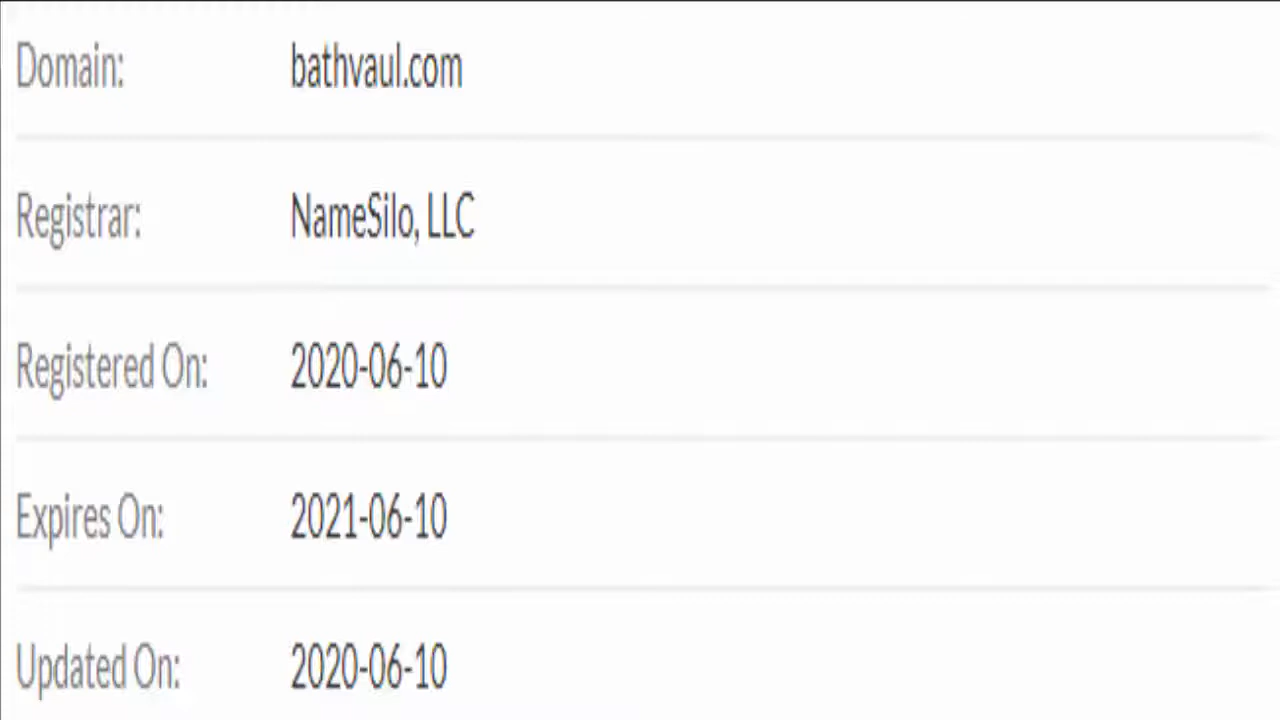 Domain: bathvaul.com
Registrar: NameSilo, LLC
Registered On: 2020-06-10
Expires On: 2021-06-10
Updated On: 2020-06-10